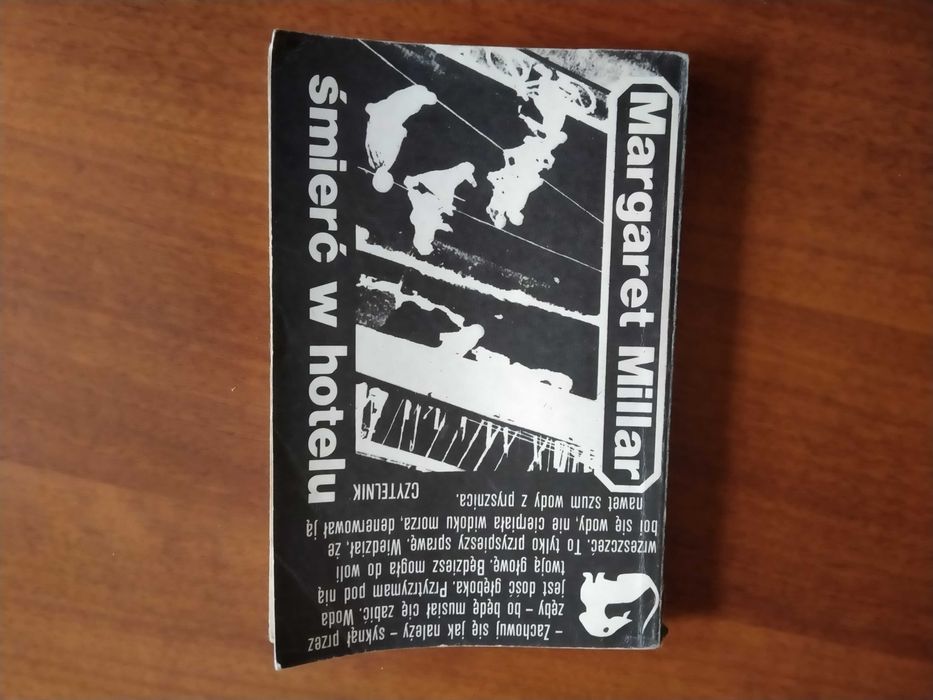 Margaret Millar
śmierć w hotelu
– Zachowuj się jak należy – syknął przez
zęby – bo będę musiał cię zabić. Woda
jest dość głęboka. Przytrzymam pod nią
twoją głowę. Będziesz mogła do woli
wrzeszczeć. To tylko przyspieszy sprawę. Wiedział, że
boi się wody, nie cierpiała widoku morza, denerwował ją
nawet szum wody z prysznica.
CZYTELNIK